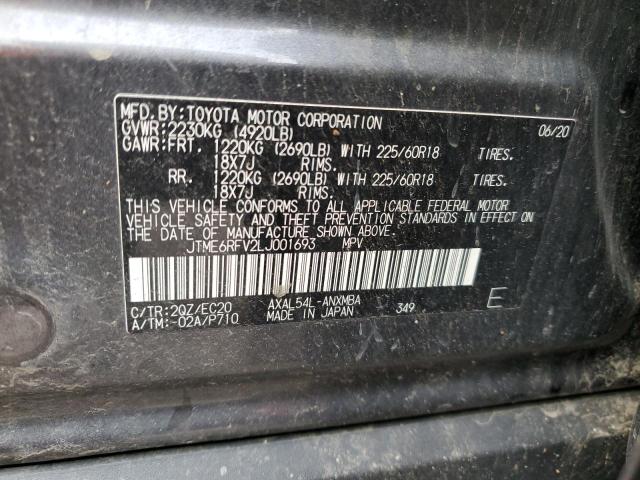 MFD.BY:TOYOTA MOTOR CORPORATION 06/20
GVWR:2230KG (4920LB)
GAWR:FRT. 1220KG (2690LB) WITH 225/60R18 TIRES.
18X7J RIMS.
RR. 1220KG (2690LB) WITH 225/60R18 TIRES.
18X7J RIMS.
THIS VEHICLE CONFORMS TO ALL APPLICABLE FEDERAL MOTOR
VEHICLE SAFETY AND THEFT PREVENTION STANDARDS IN EFFECT ON
THE DATE OF MANUFACTURE SHOWN ABOVE.
JTME6RFV2LJ001693 MPV
C/TR:2QZ/EC20 AXAL54L-ANXMBA E
A/TM:-02A/P710 MADE IN JAPAN 349